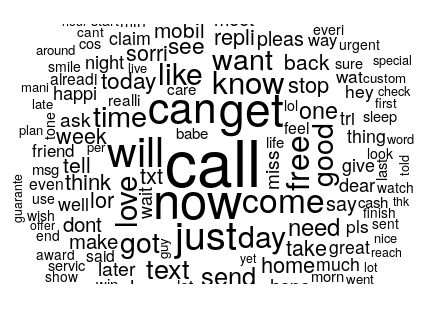 cant claim mobil
cos sorri see repli pleas way everi
around smile night live want back sure urgent
alreadi today like know stop wat custom special
mani happi realli care hey check
late time can get lol one trl first
tone ask babe feel sleep
plan week per will life thing word
friend txt call miss free good give look last told
msg tell love wait dear watch
guarante even think now come say cash thk
use well lor finish
wish dont just day need pls sent
offer make got guy take great nice
end said yet home much reach
award later text send lot
servic show morn went